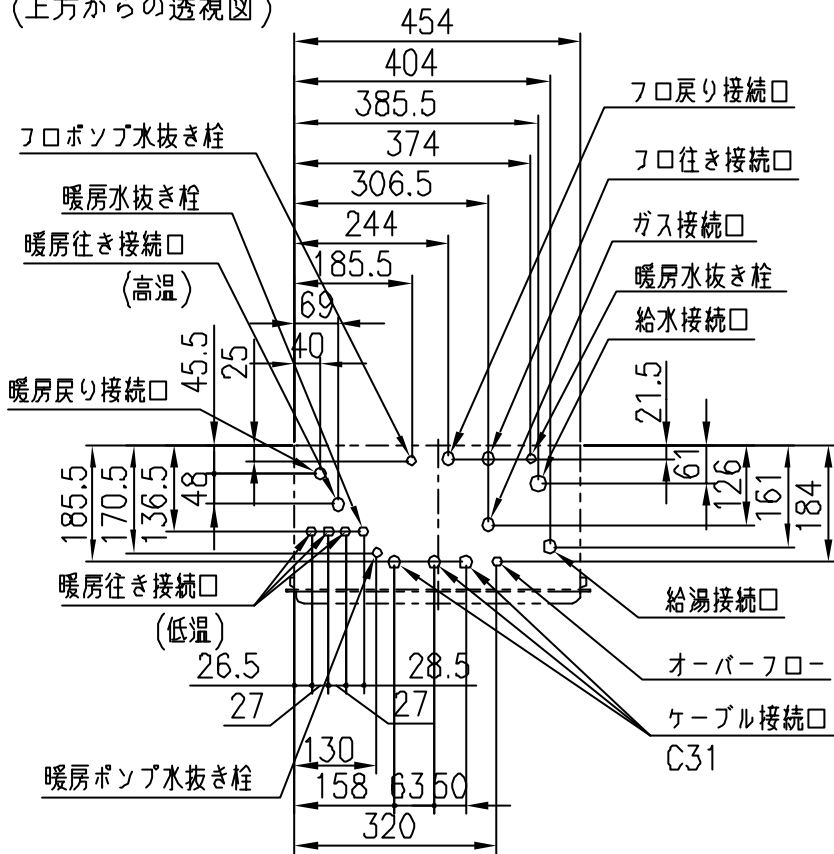 (上方からの透視図)
454
404
385.5
374
306.5
244
185.5
69
40
フロポンプ水抜き栓
暖房水抜き栓
暖房往き接続口
(高温)
暖房戻り接続口
フロ戻り接続口
フロ往き接続口
ガス接続口
暖房水抜き栓
給水接続口
45.5
25
48
185.5
170.5
136.5
21.5
61
126
161
184
暖房往き接続口
(低温)
26.5
27
28.5
27
給湯接続口
オーバーフロー
ケーブル接続口
C31
130
暖房ポンプ水抜き栓
158
63
50
320